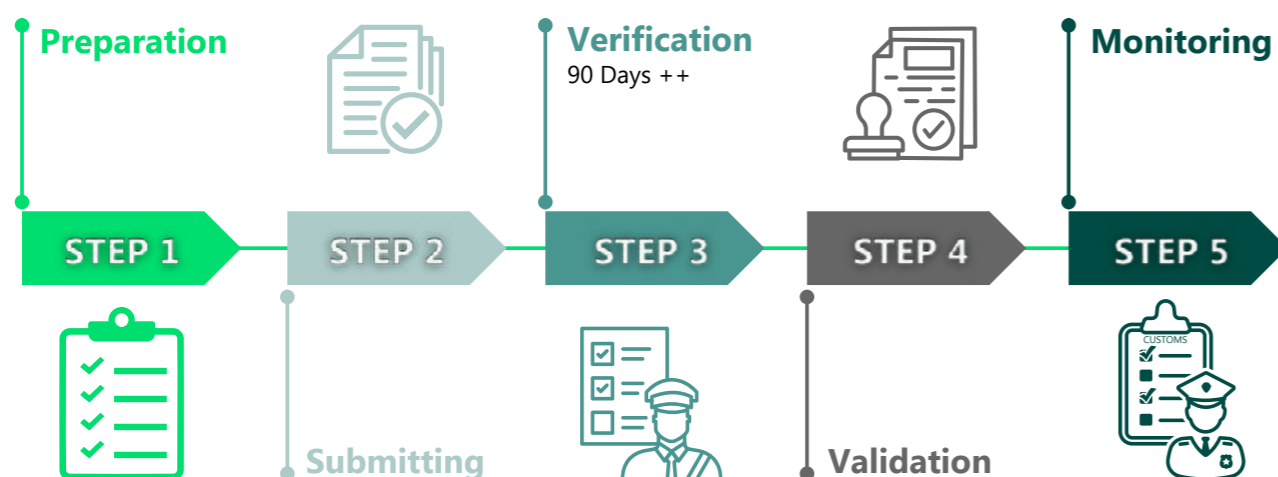 Preparation
Verification
90 Days ++
Monitoring
STEP 1
STEP 2
STEP 3
STEP 4
STEP 5
CUSTOMS
Submitting
Validation